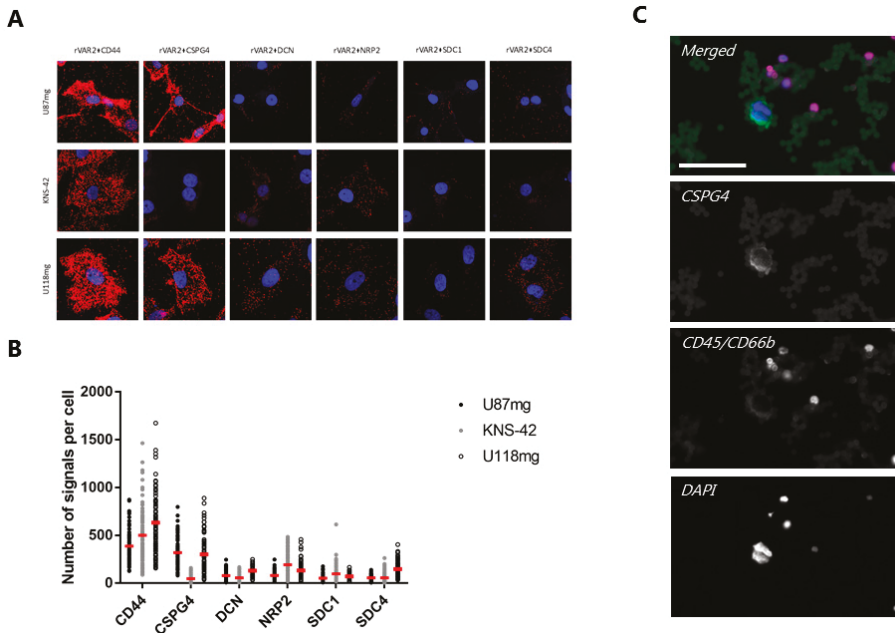 A
rVAR2+CD44 rVAR2+CSPG4 rVAR2+DCN rVAR2+NRP2 rVAR2+SDC1 rVAR2+SDC4
U87mg
KNS-42
U118mg
B
Number of signals per cell
2000
1500
1000
500
0
CD44 CSPG4 DCN NRP2 SDC1 SDC4
U87mg
KNS-42
U118mg
C
Merged
CSPG4
CD45/CD66b
DAPI